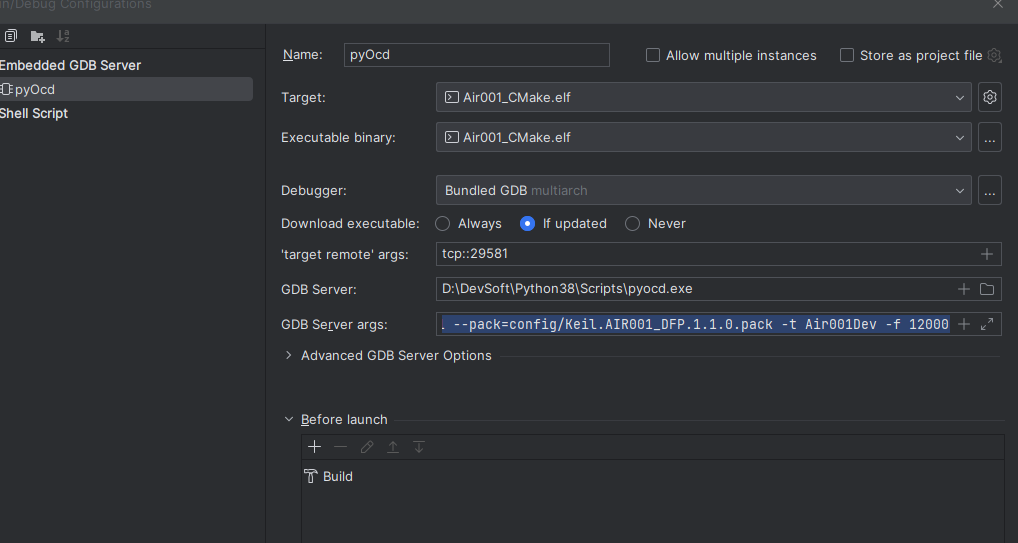 n/Debug Configurations
Embedded GDB Server
pyOcd
Shell Script
Name: pyOcd
Allow multiple instances
Store as project file
Target: Air001_CMake.elf
Executable binary: Air001_CMake.elf
Debugger: Bundled GDB multiarch
Download executable: Always If updated Never
'target remote' args: tcp::29581
GDB Server: D:\DevSoft\Python38\Scripts\pyocd.exe
GDB Server args: . --pack=config/Keil.AIR001_DFP.1.1.0.pack -t Air001Dev -f 12000
Advanced GDB Server Options
Before launch
Build